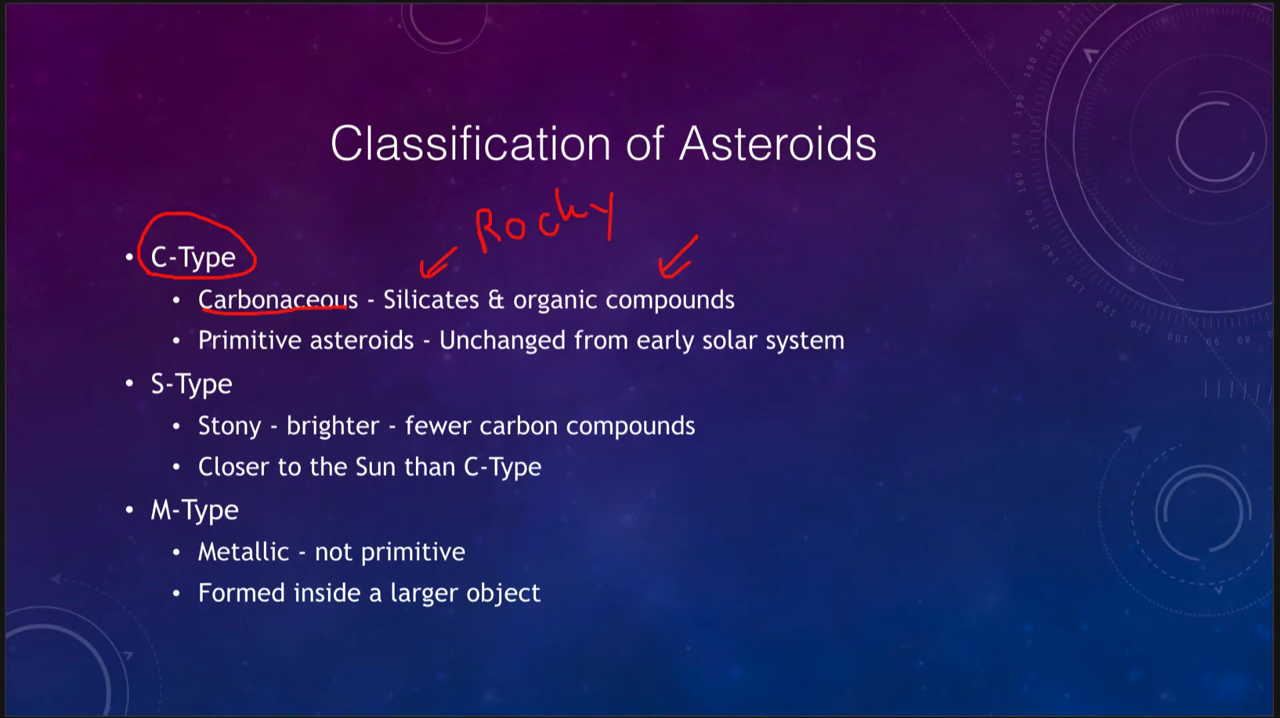 Classification of Asteroids
Rocky
• C-Type
• Carbonaceous - Silicates & organic compounds
• Primitive asteroids - Unchanged from early solar system
• S-Type
• Stony - brighter - fewer carbon compounds
• Closer to the Sun than C-Type
• M-Type
• Metallic - not primitive
• Formed inside a larger object